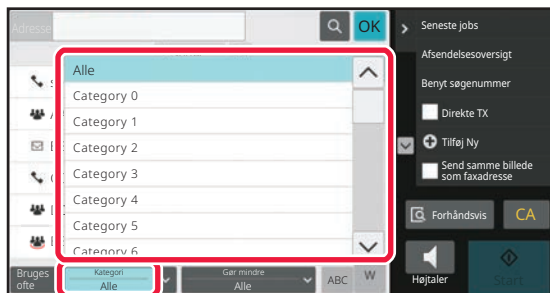 Adresse
OK
Seneste jobs
Afsendelsesoversigt
Benyt søgenummer
Direkte TX
Tilføj Ny
Send samme billede
som faxadresse
Forhåndsvis
CA
Højtaler
Start
Alle
Category 0
Category 1
Category 2
Category 3
Category 4
Category 5
Category 6
Bruges
ofte
Kategori
Alle
Gør mindre
Alle
ABC
W